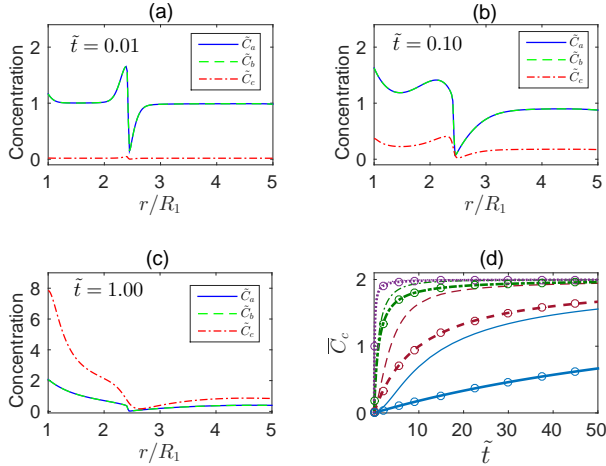 (a)
Concentration
2
1
0
t̃ = 0.01
C̃a
C̃b
C̃c
1 2 3 4 5
r/R1
(b)
Concentration
2
1
0
t̃ = 0.10
C̃a
C̃b
C̃c
1 2 3 4 5
r/R1
(c)
Concentration
8
6
4
2
0
t̃ = 1.00
C̃a
C̃b
C̃c
1 2 3 4 5
r/R1
(d)
C̅c
2
1
0
0 10 20 30 40 50
t̃